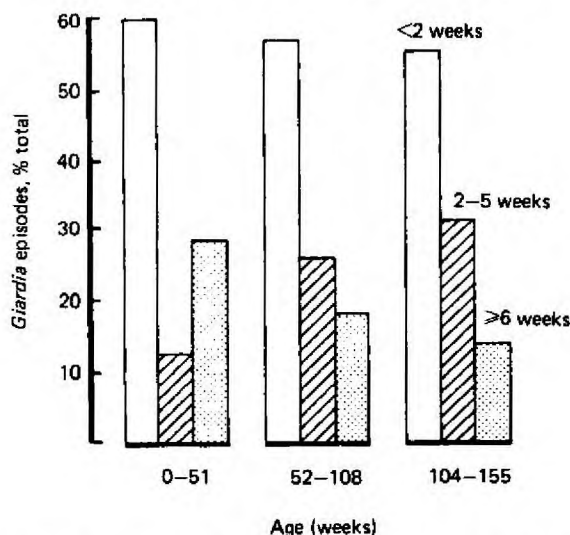 60
50
40
30
20
10
Giardia episodes, % total
<2 weeks
2–5 weeks
⩾6 weeks
0–51
52–108
104–155
Age (weeks)